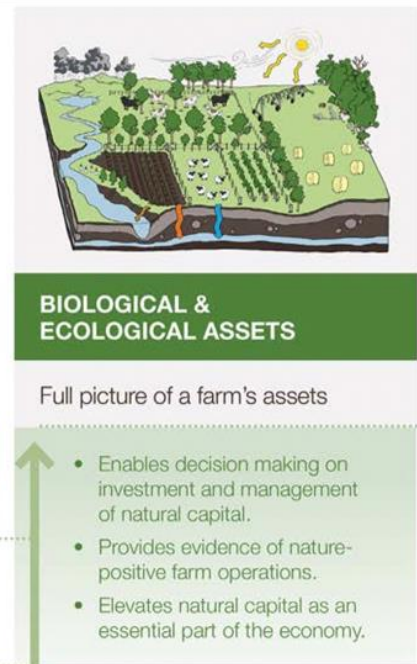 BIOLOGICAL &
ECOLOGICAL ASSETS
Full picture of a farm's assets
• Enables decision making on
investment and management
of natural capital.
• Provides evidence of nature-
positive farm operations.
• Elevates natural capital as an
essential part of the economy.